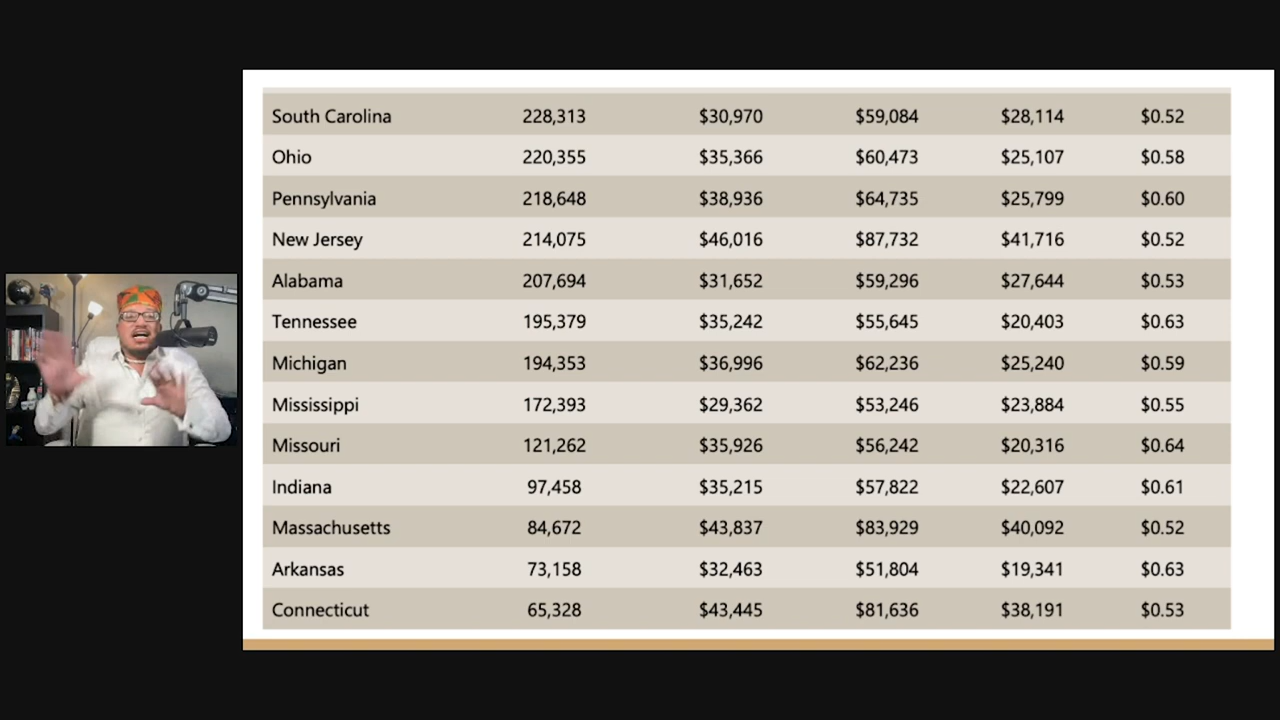 South Carolina 228,313 $30,970 $59,084 $28,114 $0.52
Ohio 220,355 $35,366 $60,473 $25,107 $0.58
Pennsylvania 218,648 $38,936 $64,735 $25,799 $0.60
New Jersey 214,075 $46,016 $87,732 $41,716 $0.52
Alabama 207,694 $31,652 $59,296 $27,644 $0.53
Tennessee 195,379 $35,242 $55,645 $20,403 $0.63
Michigan 194,353 $36,996 $62,236 $25,240 $0.59
Mississippi 172,393 $29,362 $53,246 $23,884 $0.55
Missouri 121,262 $35,926 $56,242 $20,316 $0.64
Indiana 97,458 $35,215 $57,822 $22,607 $0.61
Massachusetts 84,672 $43,837 $83,929 $40,092 $0.52
Arkansas 73,158 $32,463 $51,804 $19,341 $0.63
Connecticut 65,328 $43,445 $81,636 $38,191 $0.53